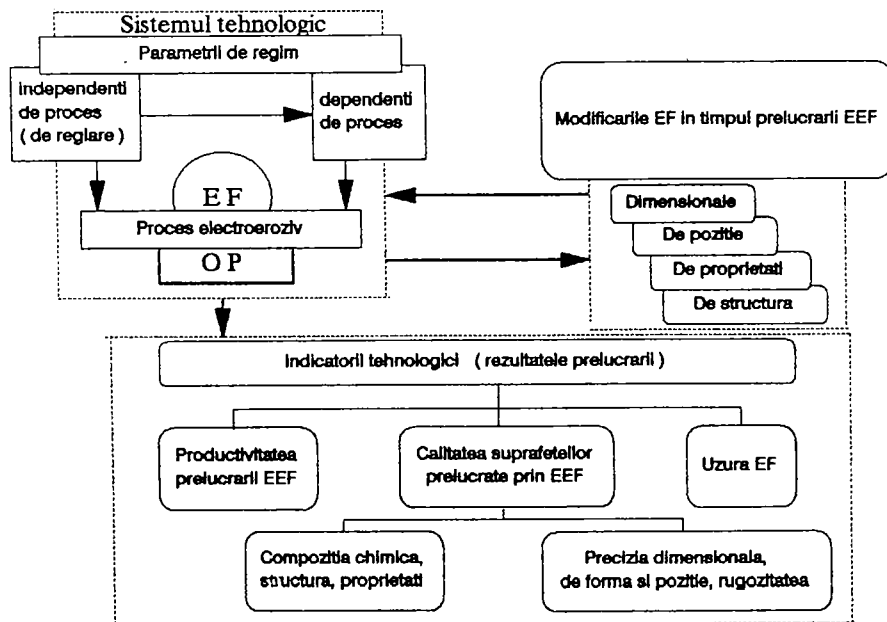 Sistemul tehnologic
Parametrii de regim
independenti
de proces
( de reglare )
dependenti
de proces
E F
Proces electroeroziv
O P
Modificarile EF in timpul prelucrarii EEF
Dimensionale
De pozitie
De proprietati
De structura
Indicatorii tehnologici ( rezultatele prelucrarii )
Productivitatea
prelucrarii EEF
Calitatea suprafetelor
prelucrate prin EEF
Uzura EF
Compozitia chimica,
structura, proprietati
Precizia dimensionala,
de forma si pozitie, rugozitatea